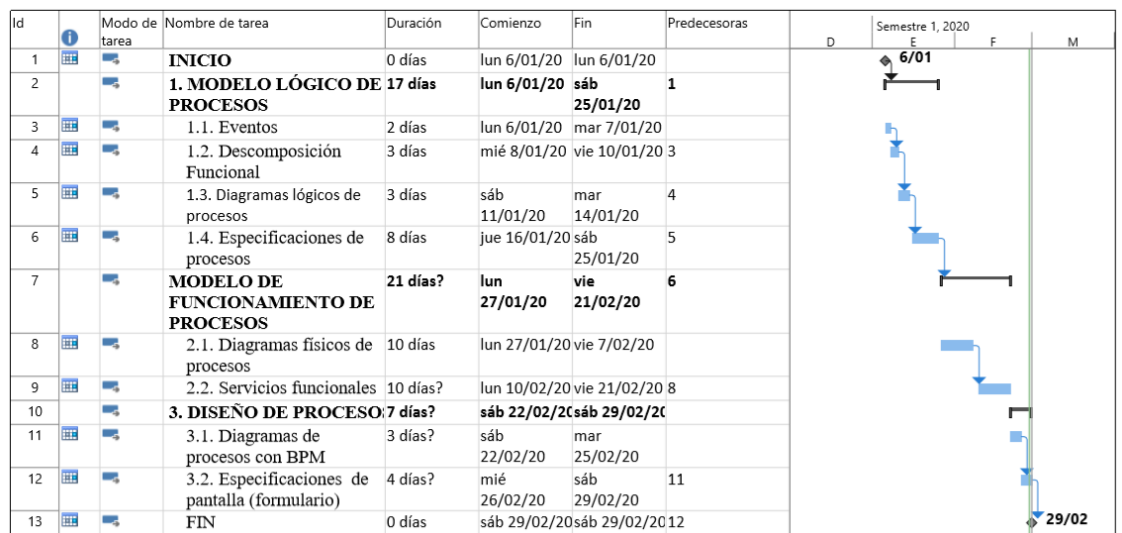 Id Modo de tarea Nombre de tarea Duración Comienzo Fin Predecesoras
Semestre 1, 2020
D E F M
1 INICIO 0 días lun 6/01/20 lun 6/01/20
6/01
2 1. MODELO LÓGICO DE PROCESOS 17 días lun 6/01/20 sáb 25/01/20 1
3 1.1. Eventos 2 días lun 6/01/20 mar 7/01/20
4 1.2. Descomposición Funcional 3 días mié 8/01/20 vie 10/01/20 3
5 1.3. Diagramas lógicos de procesos 3 días sáb 11/01/20 mar 14/01/20 4
6 1.4. Especificaciones de procesos 8 días jue 16/01/20 sáb 25/01/20 5
7 MODELO DE FUNCIONAMIENTO DE PROCESOS 21 días? lun 27/01/20 vie 21/02/20 6
8 2.1. Diagramas físicos de procesos 10 días lun 27/01/20 vie 7/02/20
9 2.2. Servicios funcionales 10 días? lun 10/02/20 vie 21/02/20 8
10 3. DISEÑO DE PROCESO 7 días? sáb 22/02/20 sáb 29/02/20
11 3.1. Diagramas de procesos con BPM 3 días? sáb 22/02/20 mar 25/02/20
12 3.2. Especificaciones de pantalla (formulario) 4 días? mié 26/02/20 sáb 29/02/20 11
13 FIN 0 días sáb 29/02/20 sáb 29/02/20 12
29/02